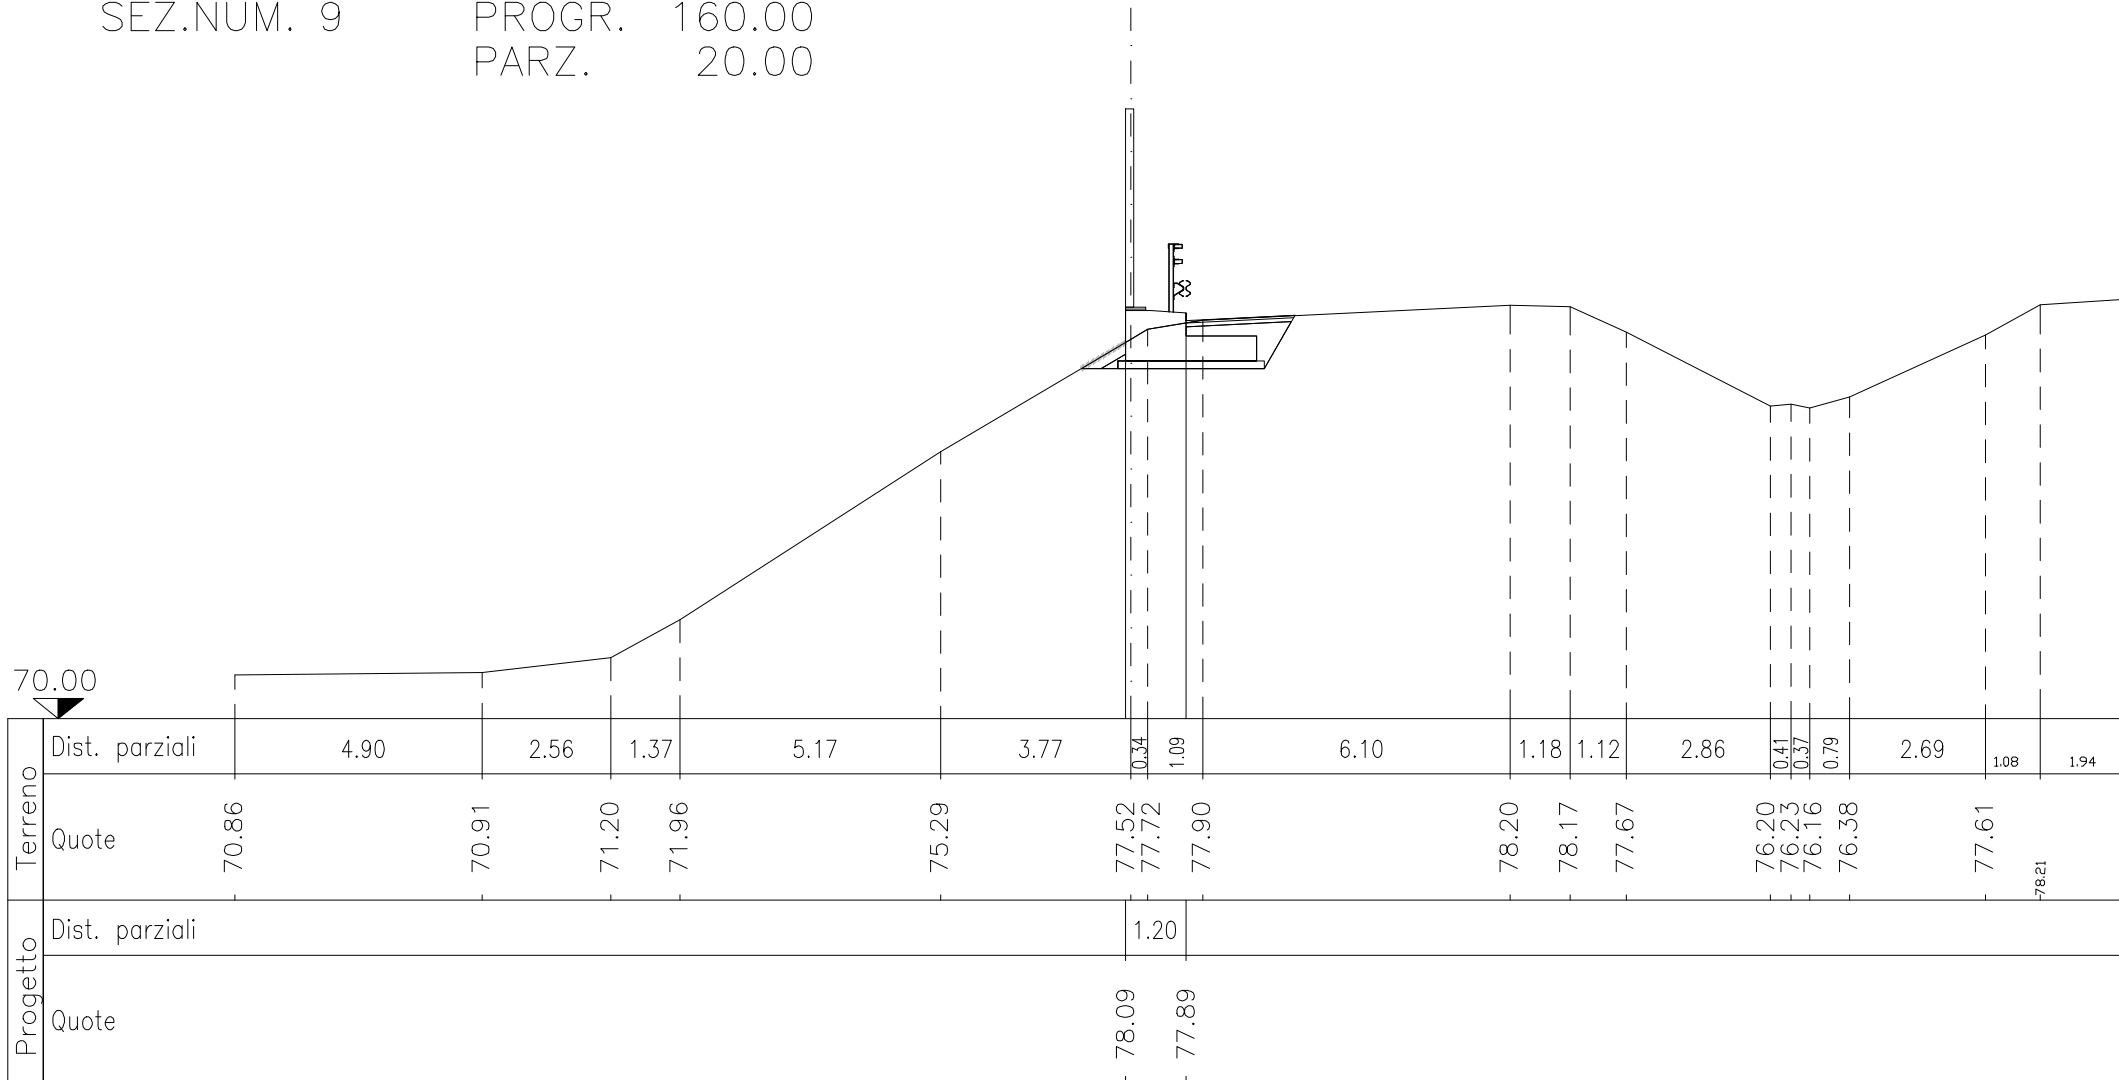 SEZ.NUM. 9 PROGR. 160.00
PARZ. 20.00
70.00
Terreno
Dist. parziali 4.90 2.56 1.37 5.17 3.77 0.34 1.09 6.10 1.18 1.12 2.86 0.41 0.37 0.79 2.69 1.08 1.94
Quote 70.86 70.91 71.20 71.96 75.29 77.52 77.72 77.90 78.20 78.17 77.67 76.20 76.23 76.16 76.38 77.61 78.21
Progetto
Dist. parziali 1.20
Quote 78.09 77.89